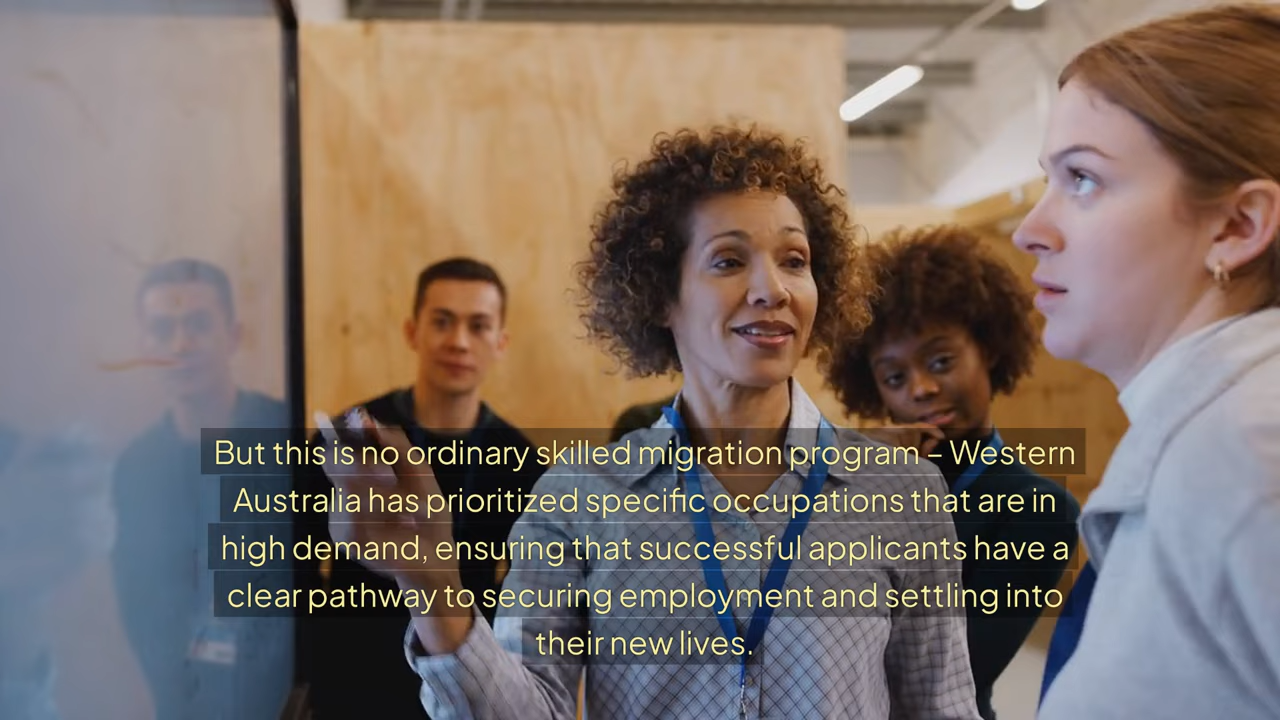 But this is no ordinary skilled migration program – Western
Australia has prioritized specific occupations that are in
high demand, ensuring that successful applicants have a
clear pathway to securing employment and settling into
their new lives.